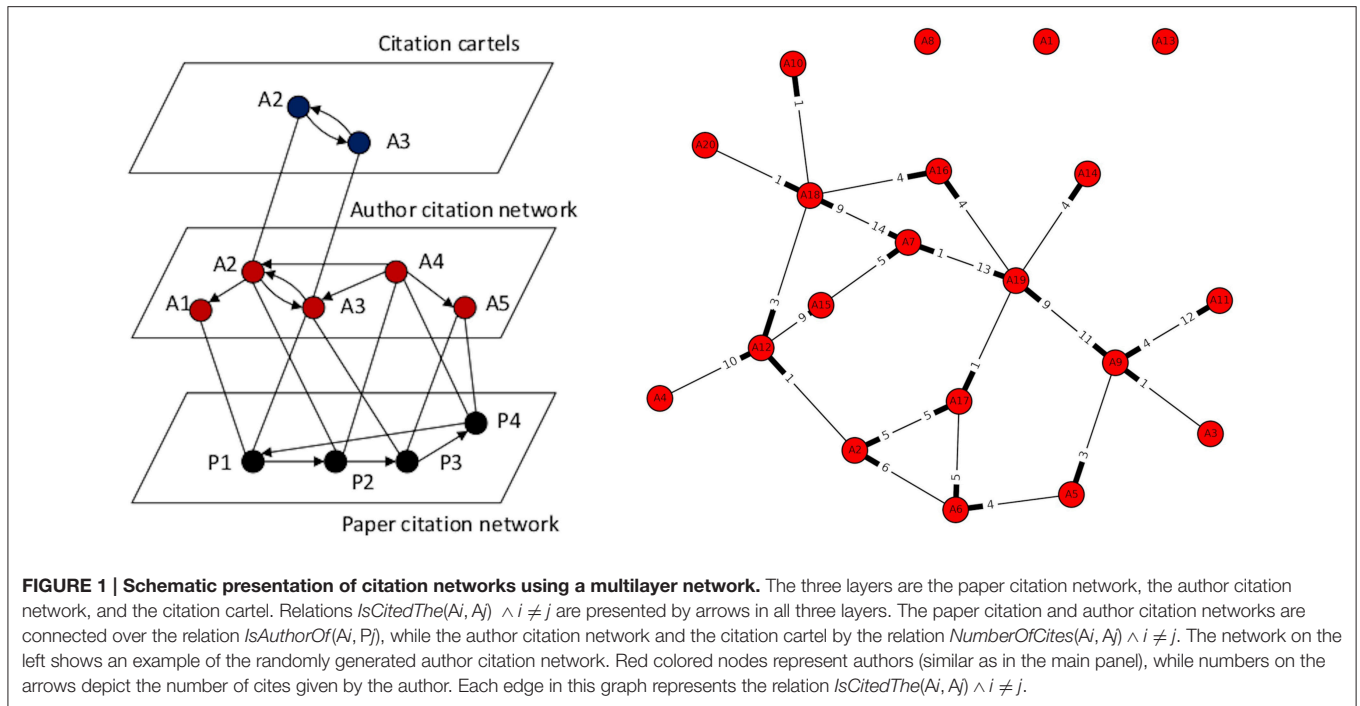 Citation cartels
A2
A3
Author citation network
A2
A4
A1
A3
A5
P4
P1
P2
P3
Paper citation network
A8
A1
A13
A10
1
A20
1
A18
4
A16
A14
4
4
9
14
A7
1
13
A19
5
3
9
A15
A12
9
11
12
A11
4
A9
10
1
1
1
A4
A17
A3
5
5
A2
6
5
3
A5
A6
4
FIGURE 1 | Schematic presentation of citation networks using a multilayer network. The three layers are the paper citation network, the author citation
network, and the citation cartel. Relations IsCitedThe(Ai, Aj) ∧ i ≠ j are presented by arrows in all three layers. The paper citation and author citation networks are
connected over the relation IsAuthorOf(Ai, Pj), while the author citation network and the citation cartel by the relation NumberOfCites(Ai, Aj) ∧ i ≠ j. The network on the
left shows an example of the randomly generated author citation network. Red colored nodes represent authors (similar as in the main panel), while numbers on the
arrows depict the number of cites given by the author. Each edge in this graph represents the relation IsCitedThe(Ai, Aj) ∧ i ≠ j.